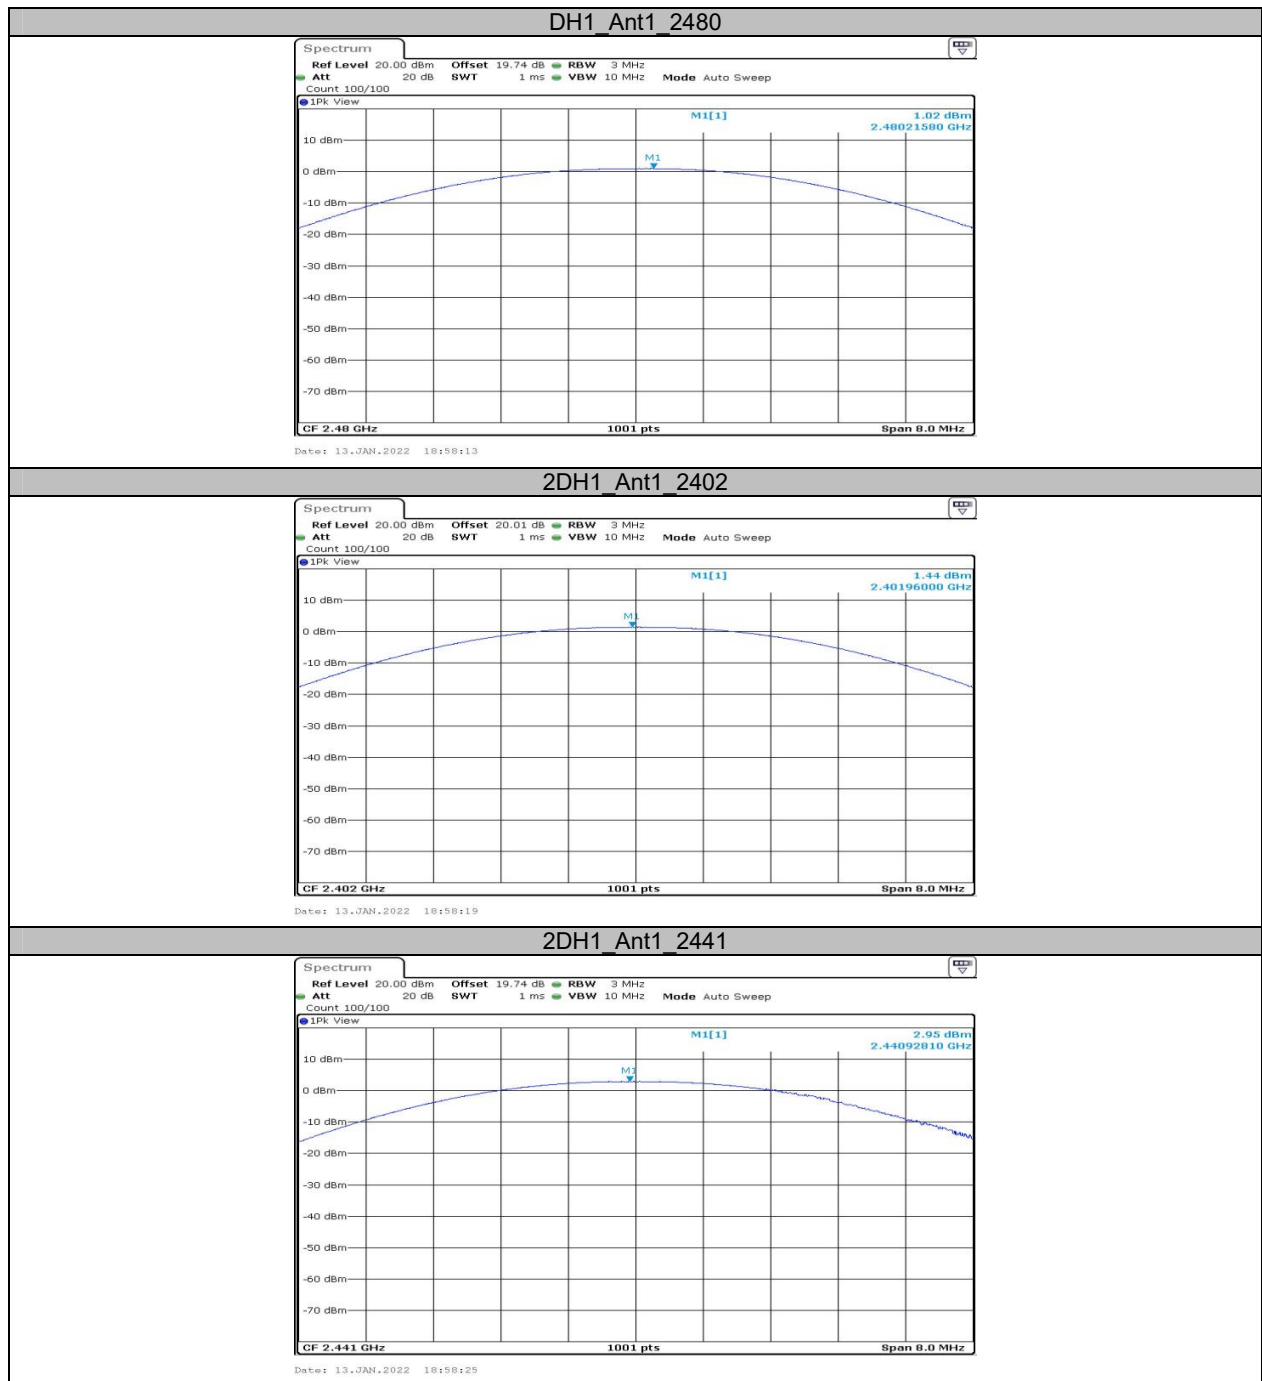 DH1_Ant1_2480
Spectrum
Ref Level 20.00 dBm Offset 19.74 dB RBW 3 MHz
Att 20 dB SWT 1 ms VBW 10 MHz Mode Auto Sweep
Count 100/100
1Pk View
M1[1] 1.02 dBm
2.48021580 GHz
10 dBm
M1
0 dBm
-10 dBm
-20 dBm
-30 dBm
-40 dBm
-50 dBm
-60 dBm
-70 dBm
CF 2.48 GHz 1001 pts Span 8.0 MHz
Date: 13.JAN.2022 18:58:13
2DH1_Ant1_2402
Spectrum
Ref Level 20.00 dBm Offset 20.01 dB RBW 3 MHz
Att 20 dB SWT 1 ms VBW 10 MHz Mode Auto Sweep
Count 100/100
1Pk View
M1[1] 1.44 dBm
2.40196000 GHz
10 dBm
M1
0 dBm
-10 dBm
-20 dBm
-30 dBm
-40 dBm
-50 dBm
-60 dBm
-70 dBm
CF 2.402 GHz 1001 pts Span 8.0 MHz
Date: 13.JAN.2022 18:58:19
2DH1_Ant1_2441
Spectrum
Ref Level 20.00 dBm Offset 19.74 dB RBW 3 MHz
Att 20 dB SWT 1 ms VBW 10 MHz Mode Auto Sweep
Count 100/100
1Pk View
M1[1] 2.95 dBm
2.44092810 GHz
10 dBm
M1
0 dBm
-10 dBm
-20 dBm
-30 dBm
-40 dBm
-50 dBm
-60 dBm
-70 dBm
CF 2.441 GHz 1001 pts Span 8.0 MHz
Date: 13.JAN.2022 18:58:25